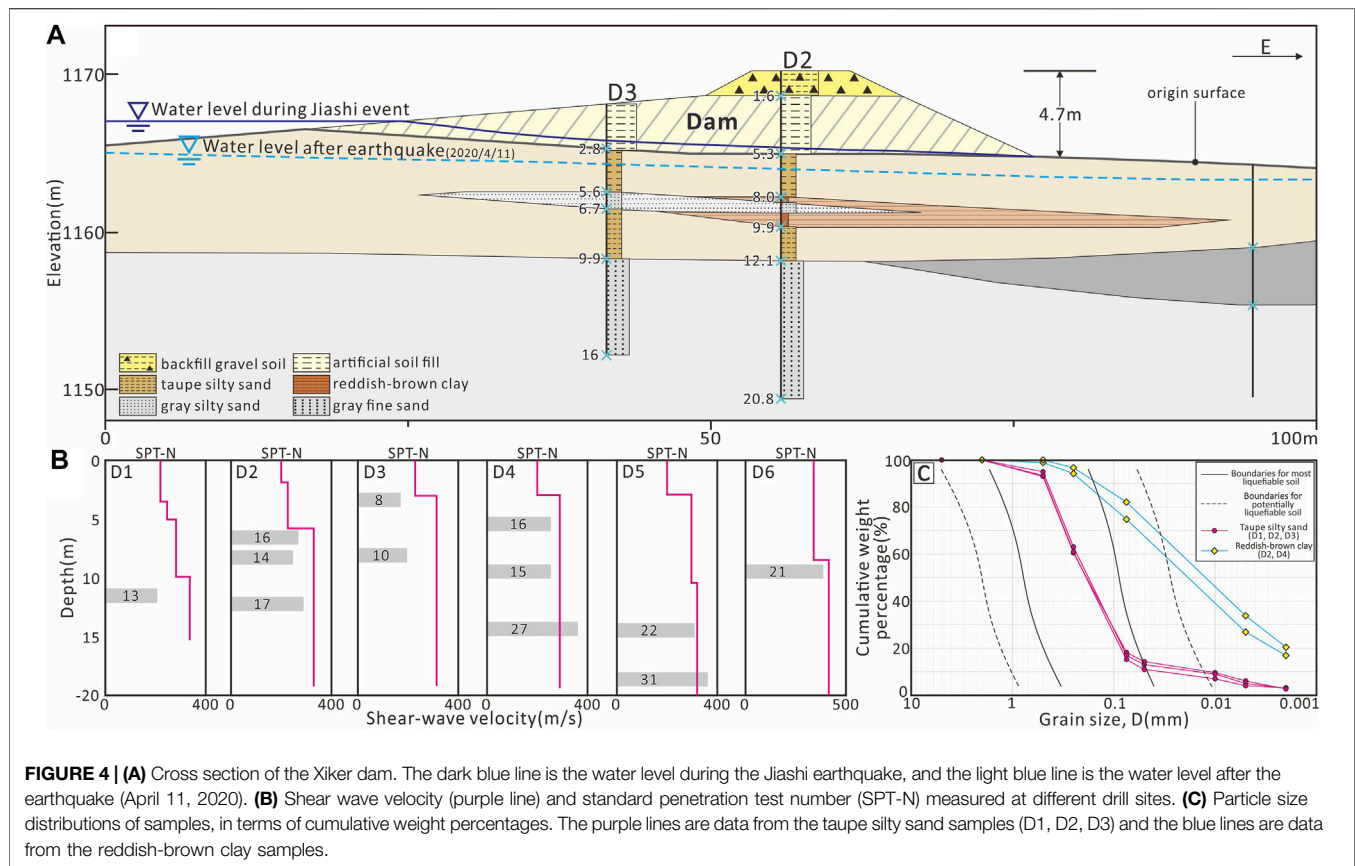 A
E
1170
D3
D2
Water level during Jiashi event
1.6
4.7m
origin surface
Dam
Water level after earthquake(2020/4/11)
2.8
5.3
5.6
8.0
6.7
1160
9.9
9.9
12.1
Elevation(m)
16
backfill gravel soil
artificial soil fill
taupe silty sand
reddish-brown clay
gray silty sand
gray fine sand
1150
20.8
0
50
100m
B
SPT-N
SPT-N
SPT-N
SPT-N
SPT-N
SPT-N
D1
D2
D3
D4
D5
D6
0
5
10
15
-20
Depth(m)
13
16
14
17
8
10
16
15
27
22
31
21
0
400
0
400
0
400
0
400
0
400
0
500
Shear-wave velocity(m/s)
C
100
80
60
40
20
0
Cumulative weight
percentage(%)
Boundaries for most
liquefiable soil
Boundaries for
potentially
liquefiable soil
Taupe silty sand
(D1, D2, D3)
Reddish-brown clay
(D2, D4)
10
1
0.1
0.01
0.001
Grain size, D(mm)
FIGURE 4 | (A) Cross section of the Xiker dam. The dark blue line is the water level during the Jiashi earthquake, and the light blue line is the water level after the
earthquake (April 11, 2020). (B) Shear wave velocity (purple line) and standard penetration test number (SPT-N) measured at different drill sites. (C) Particle size
distributions of samples, in terms of cumulative weight percentages. The purple lines are data from the taupe silty sand samples (D1, D2, D3) and the blue lines are data
from the reddish-brown clay samples.